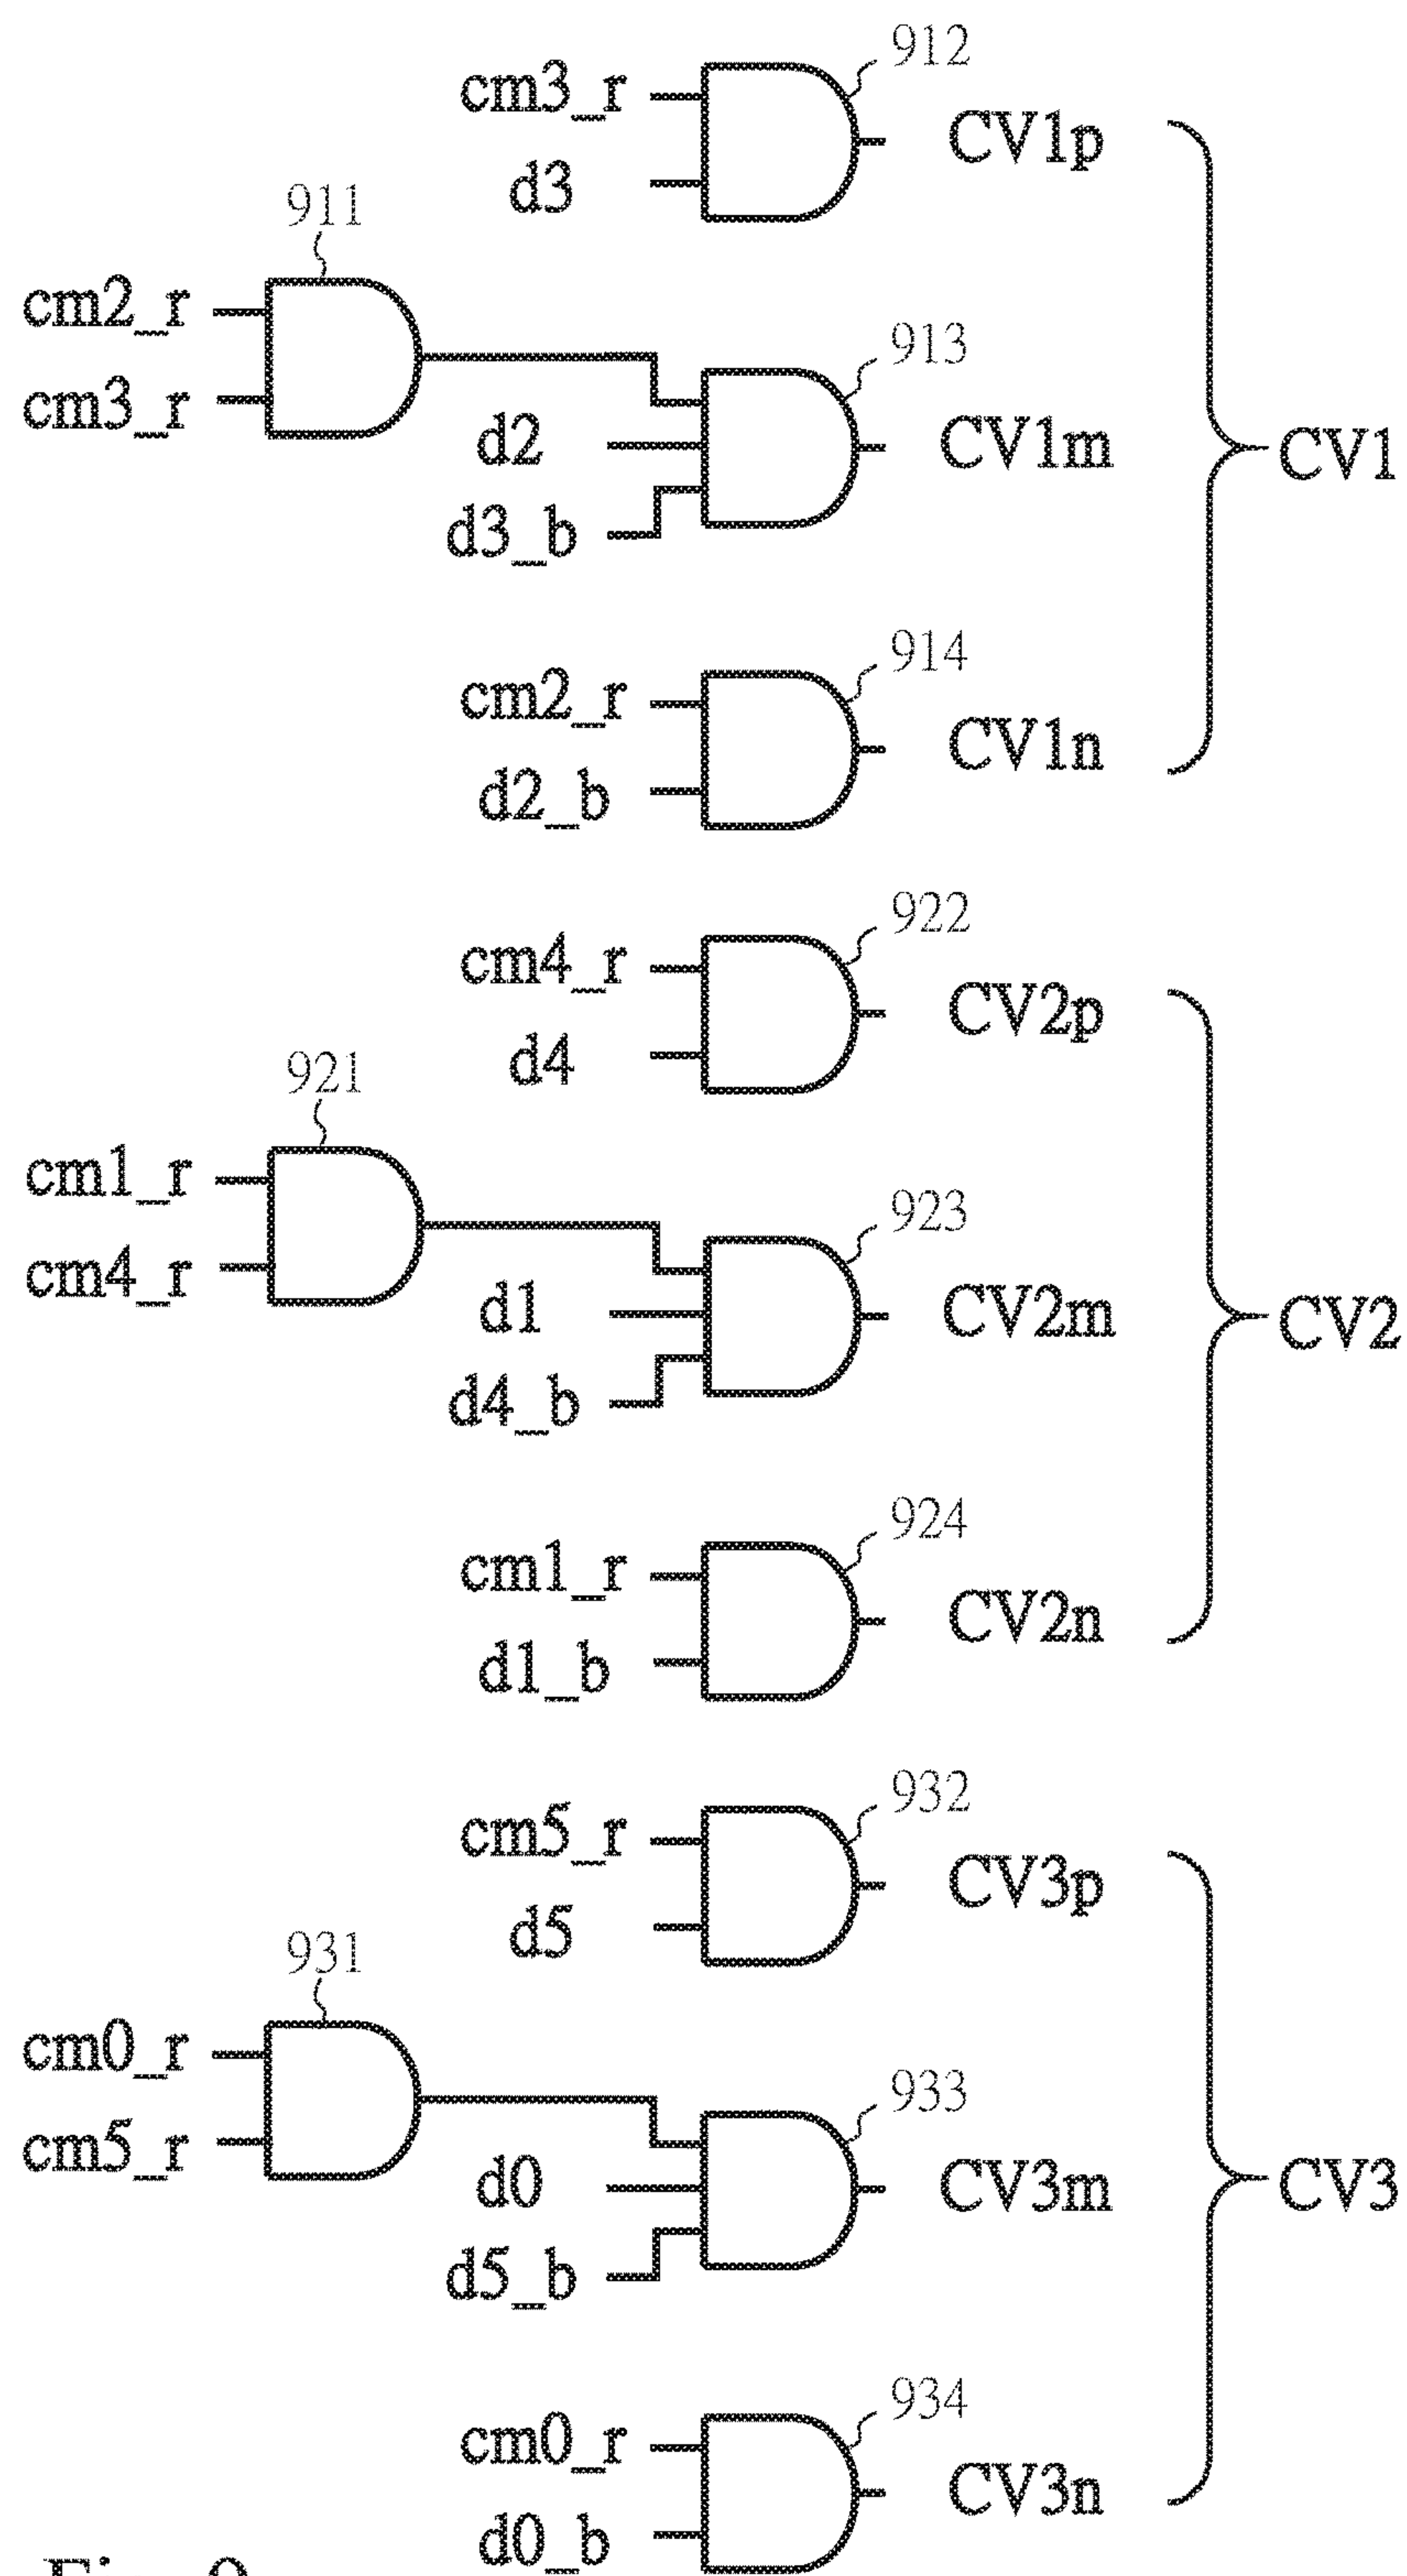 912
cm3_r
CV1p
d3
911
cm2_r
913
cm3_r
d2
CV1m
CV1
d3_b
914
cm2_r
CV1n
d2_b
922
cm4_r
CV2p
d4
921
cm1_r
923
cm4_r
d1
CV2m
CV2
d4_b
924
cm1_r
CV2n
d1_b
932
cm5_r
CV3p
d5
931
cm0_r
933
cm5_r
d0
CV3m
CV3
d5_b
934
cm0_r
CV3n
d0_b